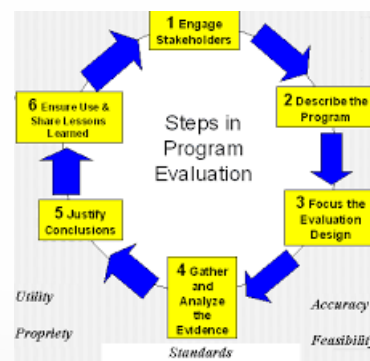 1 Engage
Stakeholders
2 Describe the
Program
3 Focus the
Evaluation
Design
4 Gather
and
Analyze
the
Evidence
5 Justify
Conclusions
6 Ensure Use &
Share Lessons
Learned
Steps in
Program
Evaluation
Utility
Propriety
Standards
Accuracy
Feasibility